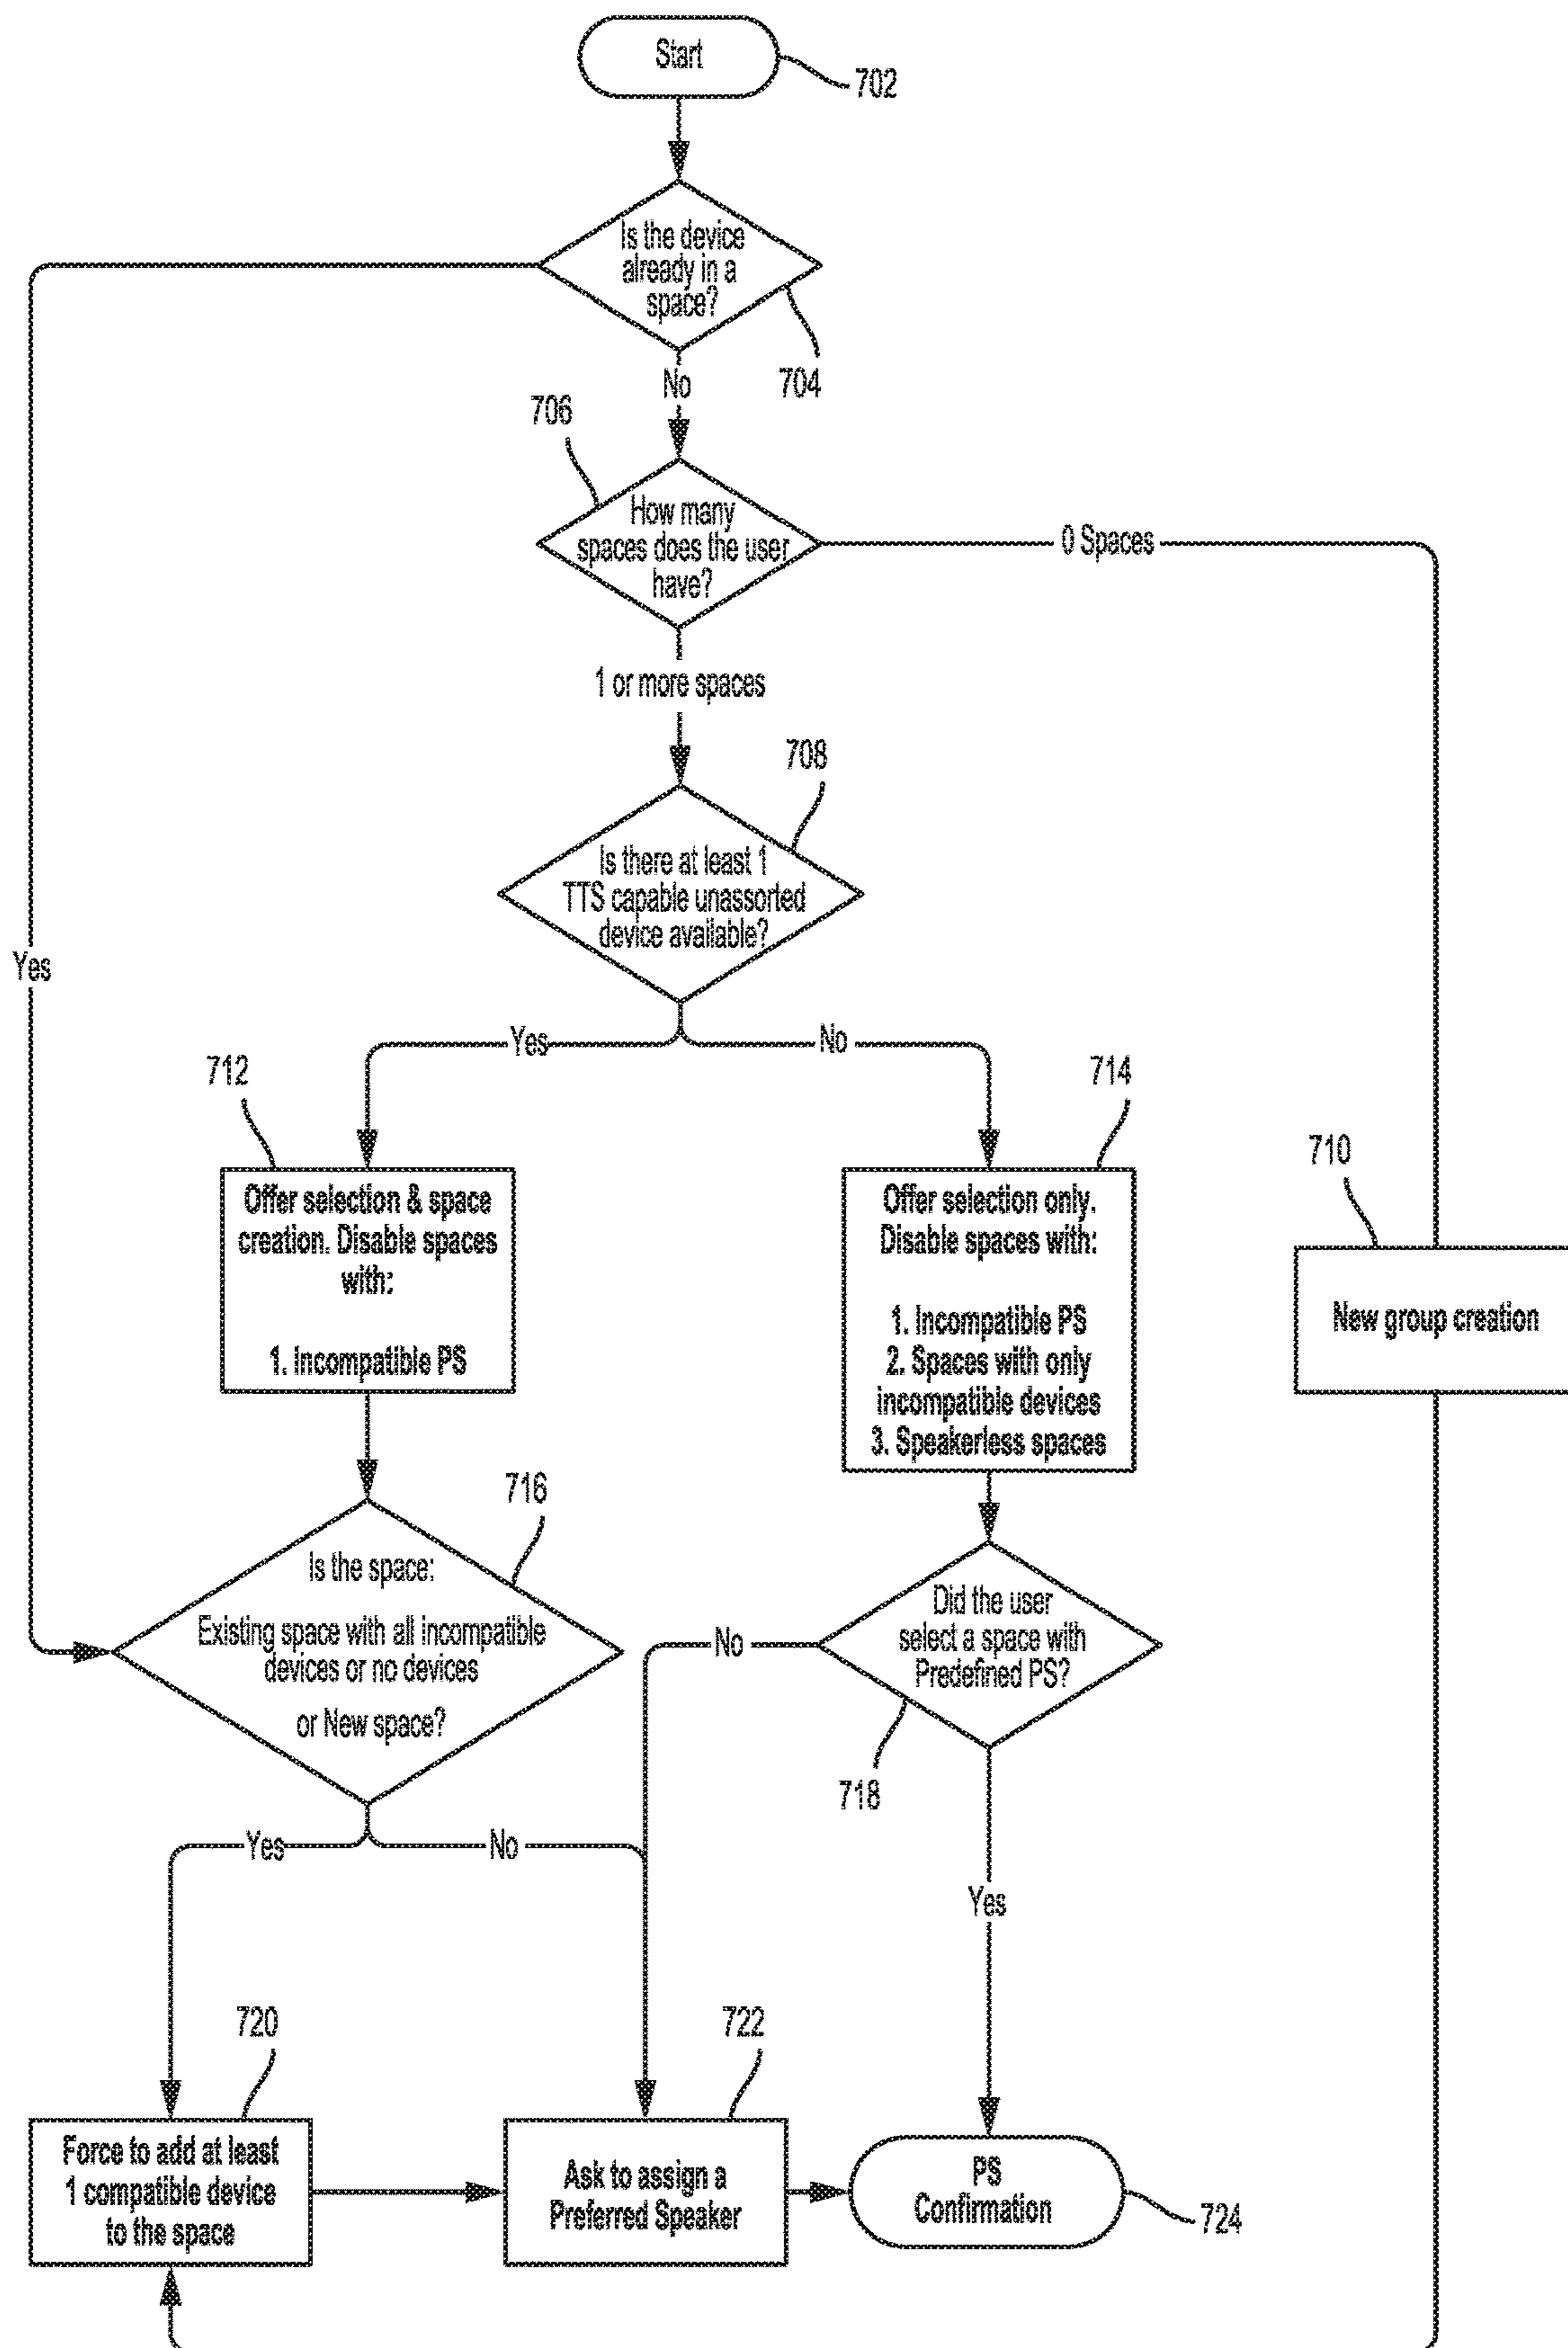 Start
702
Is the device
already in a
space?
704
No
706
How many
spaces does the user
have?
0 Spaces
1 or more spaces
708
Is there at least 1
TTS capable unassorted
device available?
Yes
Yes
No
712
714
710
Offer selection & space
creation. Disable spaces
with:
1. Incompatible PS
Offer selection only.
Disable spaces with:
1. Incompatible PS
2. Spaces with only
incompatible devices
3. Speakerless spaces
New group creation
716
Is the space:
Existing space with all incompatible
devices or no devices
or New space?
No
Did the user
select a space with
Predefined PS?
718
Yes
No
Yes
720
722
Force to add at least
1 compatible device
to the space
Ask to assign a
Preferred Speaker
PS
Confirmation
724